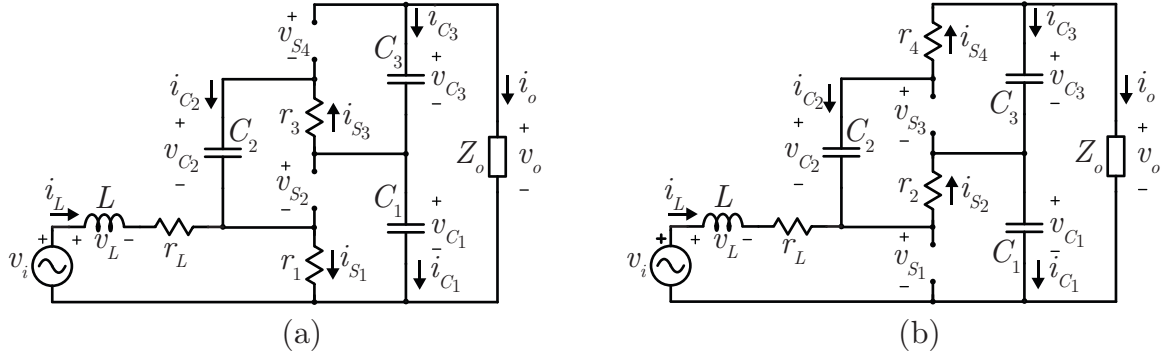 + v_{S_4} − i_{C_3} C_3 + v_{C_3} − i_o
i_{C_2} + v_{C_2} − C_2 r_3 i_{S_3} Z_o + v_o −
+ v_{S_2} − C_1 + v_{C_1} − i_{C_1}
i_L L + v_L − r_L r_1 i_{S_1}
+ v_i
(a)
r_4 i_{S_4} i_{C_3} C_3 + v_{C_3} − i_o
i_{C_2} + v_{C_2} − C_2 + v_{S_3} − Z_o + v_o −
r_2 i_{S_2} C_1 + v_{C_1} − i_{C_1}
i_L L + v_L − r_L + v_{S_1} −
+ v_i
(b)